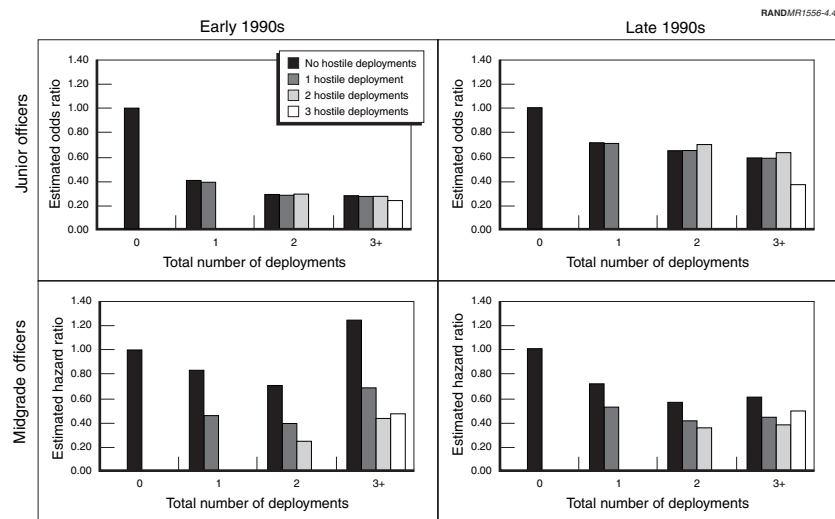 RANDMR1556-4.4
Early 1990s
Late 1990s
Junior officers
Estimated odds ratio
1.40
1.20
1.00
0.80
0.60
0.40
0.20
0.00
No hostile deployments
1 hostile deployment
2 hostile deployments
3 hostile deployments
0 1 2 3+
Total number of deployments
Estimated odds ratio
1.40
1.20
1.00
0.80
0.60
0.40
0.20
0.00
0 1 2 3+
Total number of deployments
Midgrade officers
Estimated hazard ratio
1.40
1.20
1.00
0.80
0.60
0.40
0.20
0.00
0 1 2 3+
Total number of deployments
Estimated hazard ratio
1.40
1.20
1.00
0.80
0.60
0.40
0.20
0.00
0 1 2 3+
Total number of deployments